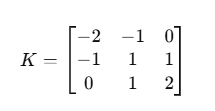 K = [-2 -1 0
-1 1 1
0 1 2]